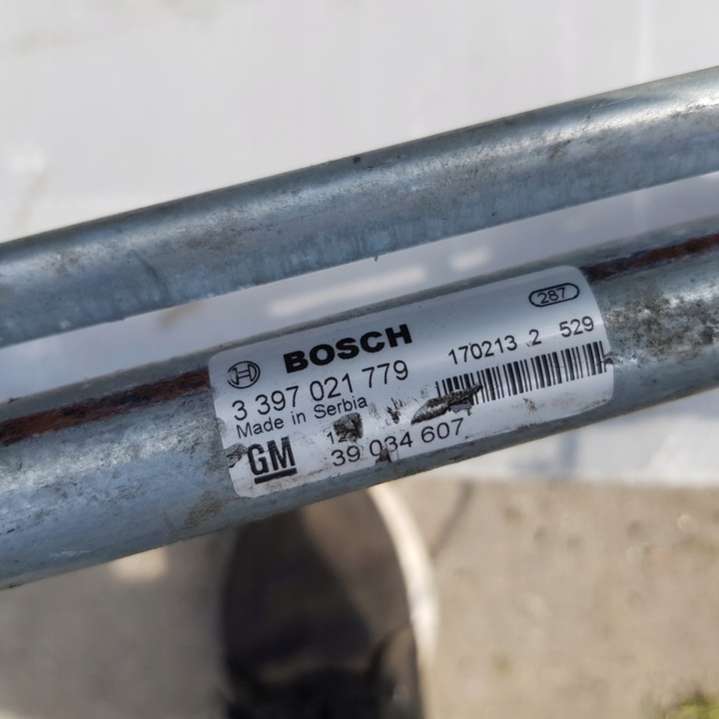 287
BOSCH 170213 2 529
3 397 021 779
Made in Serbia
GM 39 034 607